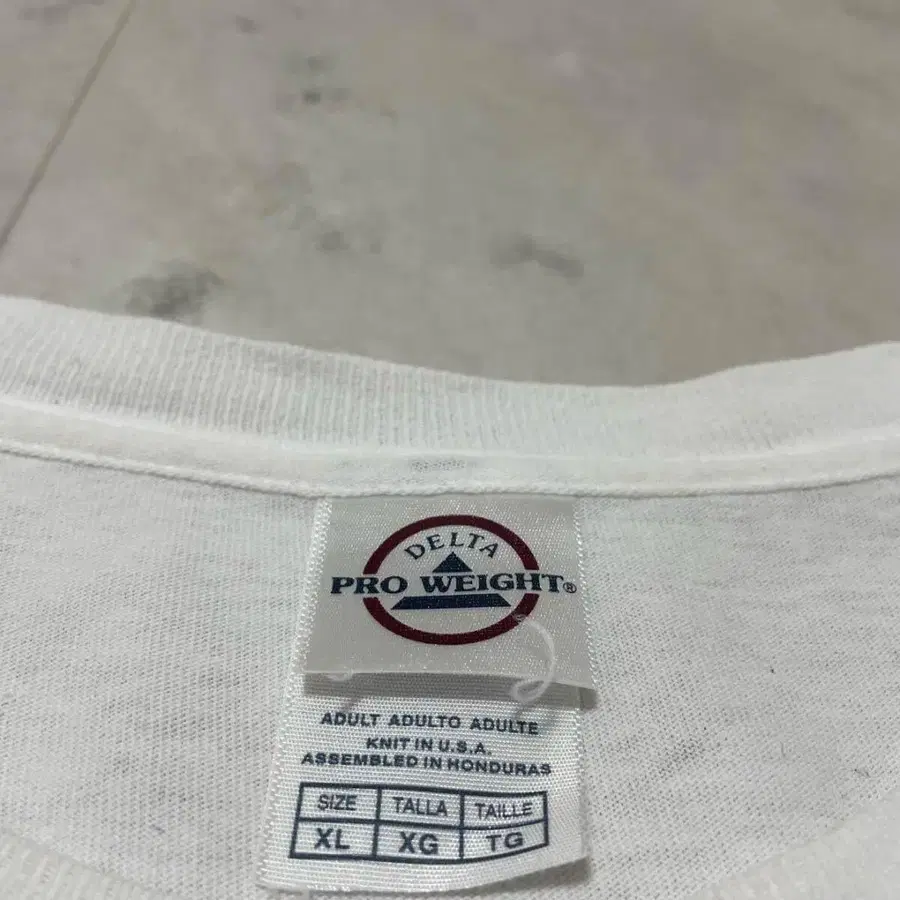 DELTA
PRO WEIGHT®
ADULT ADULTO ADULTE
KNIT IN U.S.A.
ASSEMBLED IN HONDURAS
SIZE TALLA TAILLE
XL XG TG